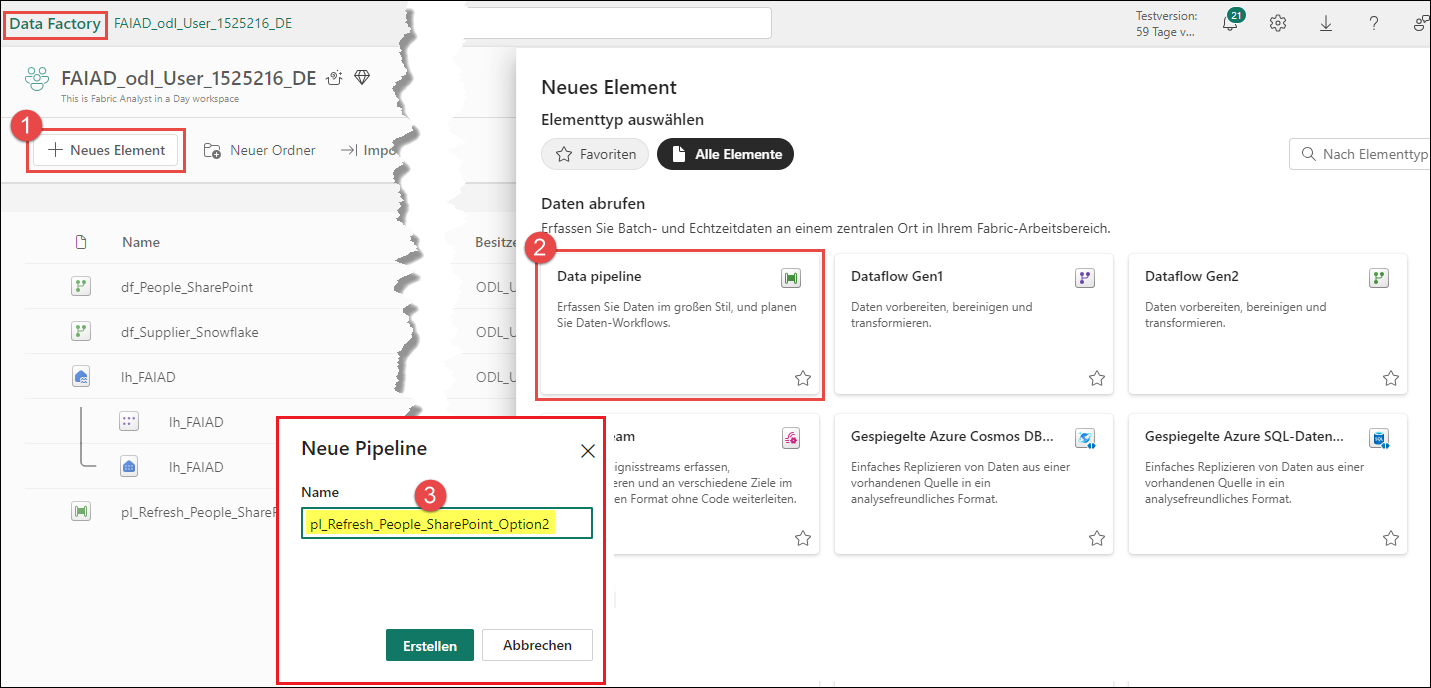 Data Factory FAIAD_odl_User_1525216_DE
Testversion:
59 Tage v...
21
FAIAD_odl_User_1525216_DE
This is Fabric Analyst in a Day workspace
1
Neues Element
Neuer Ordner
Name
Besitze
df_People_SharePoint
ODL_U
df_Supplier_Snowflake
ODL_U
lh_FAIAD
ODL_U
lh_FAIAD
lh_FAIAD
pl_Refresh_People_ShareP
Neues Element
Elementtyp auswählen
Favoriten
Alle Elemente
Nach Elementtyp
Daten abrufen
Erfassen Sie Batch- und Echtzeitdaten an einem zentralen Ort in Ihrem Fabric-Arbeitsbereich.
2
Data pipeline
Erfassen Sie Daten im großen Stil, und planen
Sie Daten-Workflows.
Dataflow Gen1
Daten vorbereiten, bereinigen und
transformieren.
Dataflow Gen2
Daten vorbereiten, bereinigen und
transformieren.
eam
ignisstreams erfassen,
eren und an verschiedene Ziele im
en Format ohne Code weiterleiten.
Gespiegelte Azure Cosmos DB...
Einfaches Replizieren von Daten aus einer
vorhandenen Quelle in ein
analysefreundliches Format.
Gespiegelte Azure SQL-Daten...
SQL
Einfaches Replizieren von Daten aus einer
vorhandenen Quelle in ein
analysefreundliches Format.
Neue Pipeline
Name
3
pl_Refresh_People_SharePoint_Option2
Erstellen
Abbrechen